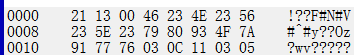 0000 21 13 00 46 23 4E 23 56 !??F#N#V
0008 23 5E 23 79 80 93 4F 7A #^#y??Oz
0010 91 77 76 03 0C 11 03 05 ?wv?????